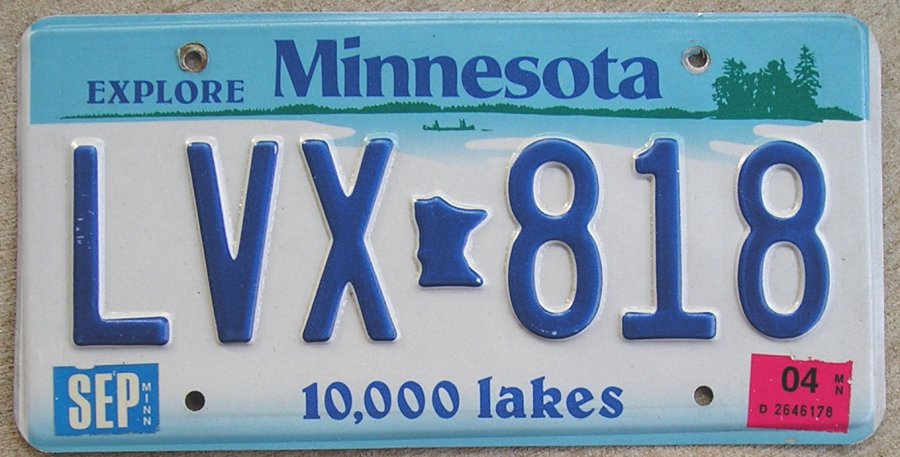 EXPLORE Minnesota
LVX 818
SEP MINN
10,000 lakes
04 MN
D 2646178